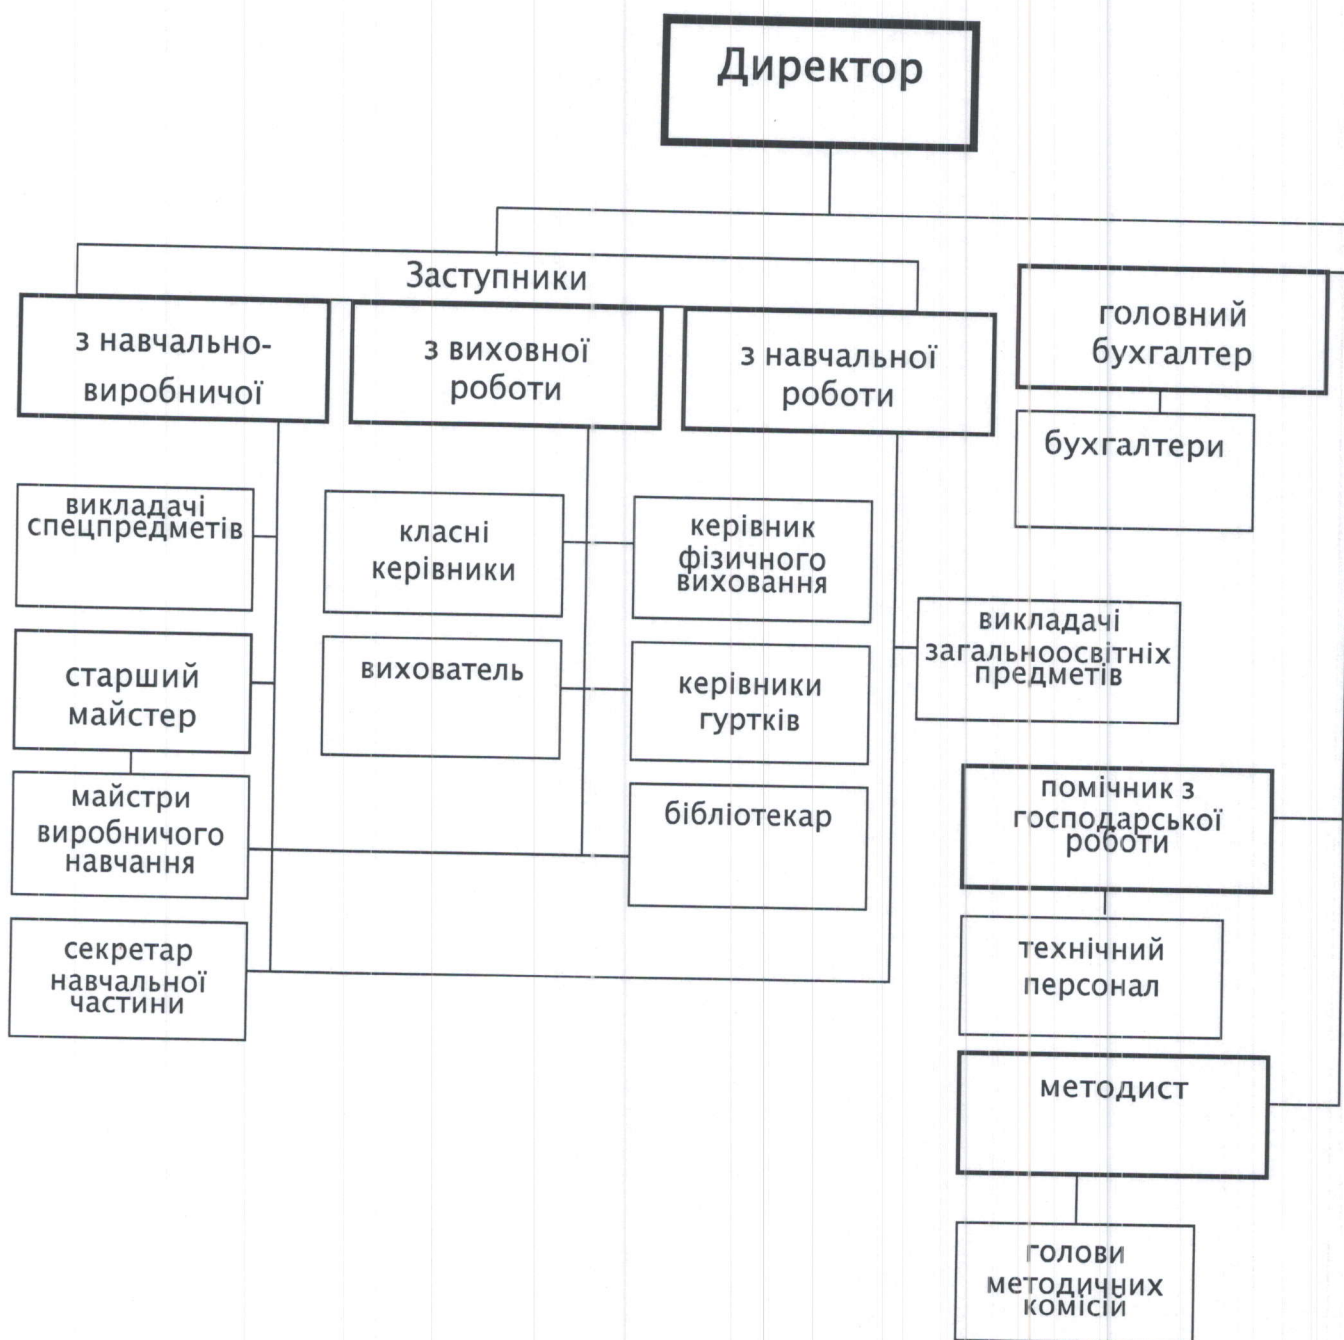 Директор
Заступники
з навчально-
виробничої
з виховної
роботи
з навчальної
роботи
головний
бухгалтер
бухгалтери
викладачі
спецпредметів
класні
керівники
керівник
фізичного
виховання
викладачі
загальноосвітніх
предметів
старший
майстер
вихователь
керівники
гуртків
майстри
виробничого
навчання
бібліотекар
помічник з
господарської
роботи
секретар
навчальної
частини
технічний
персонал
методист
голови
методичних
комісій